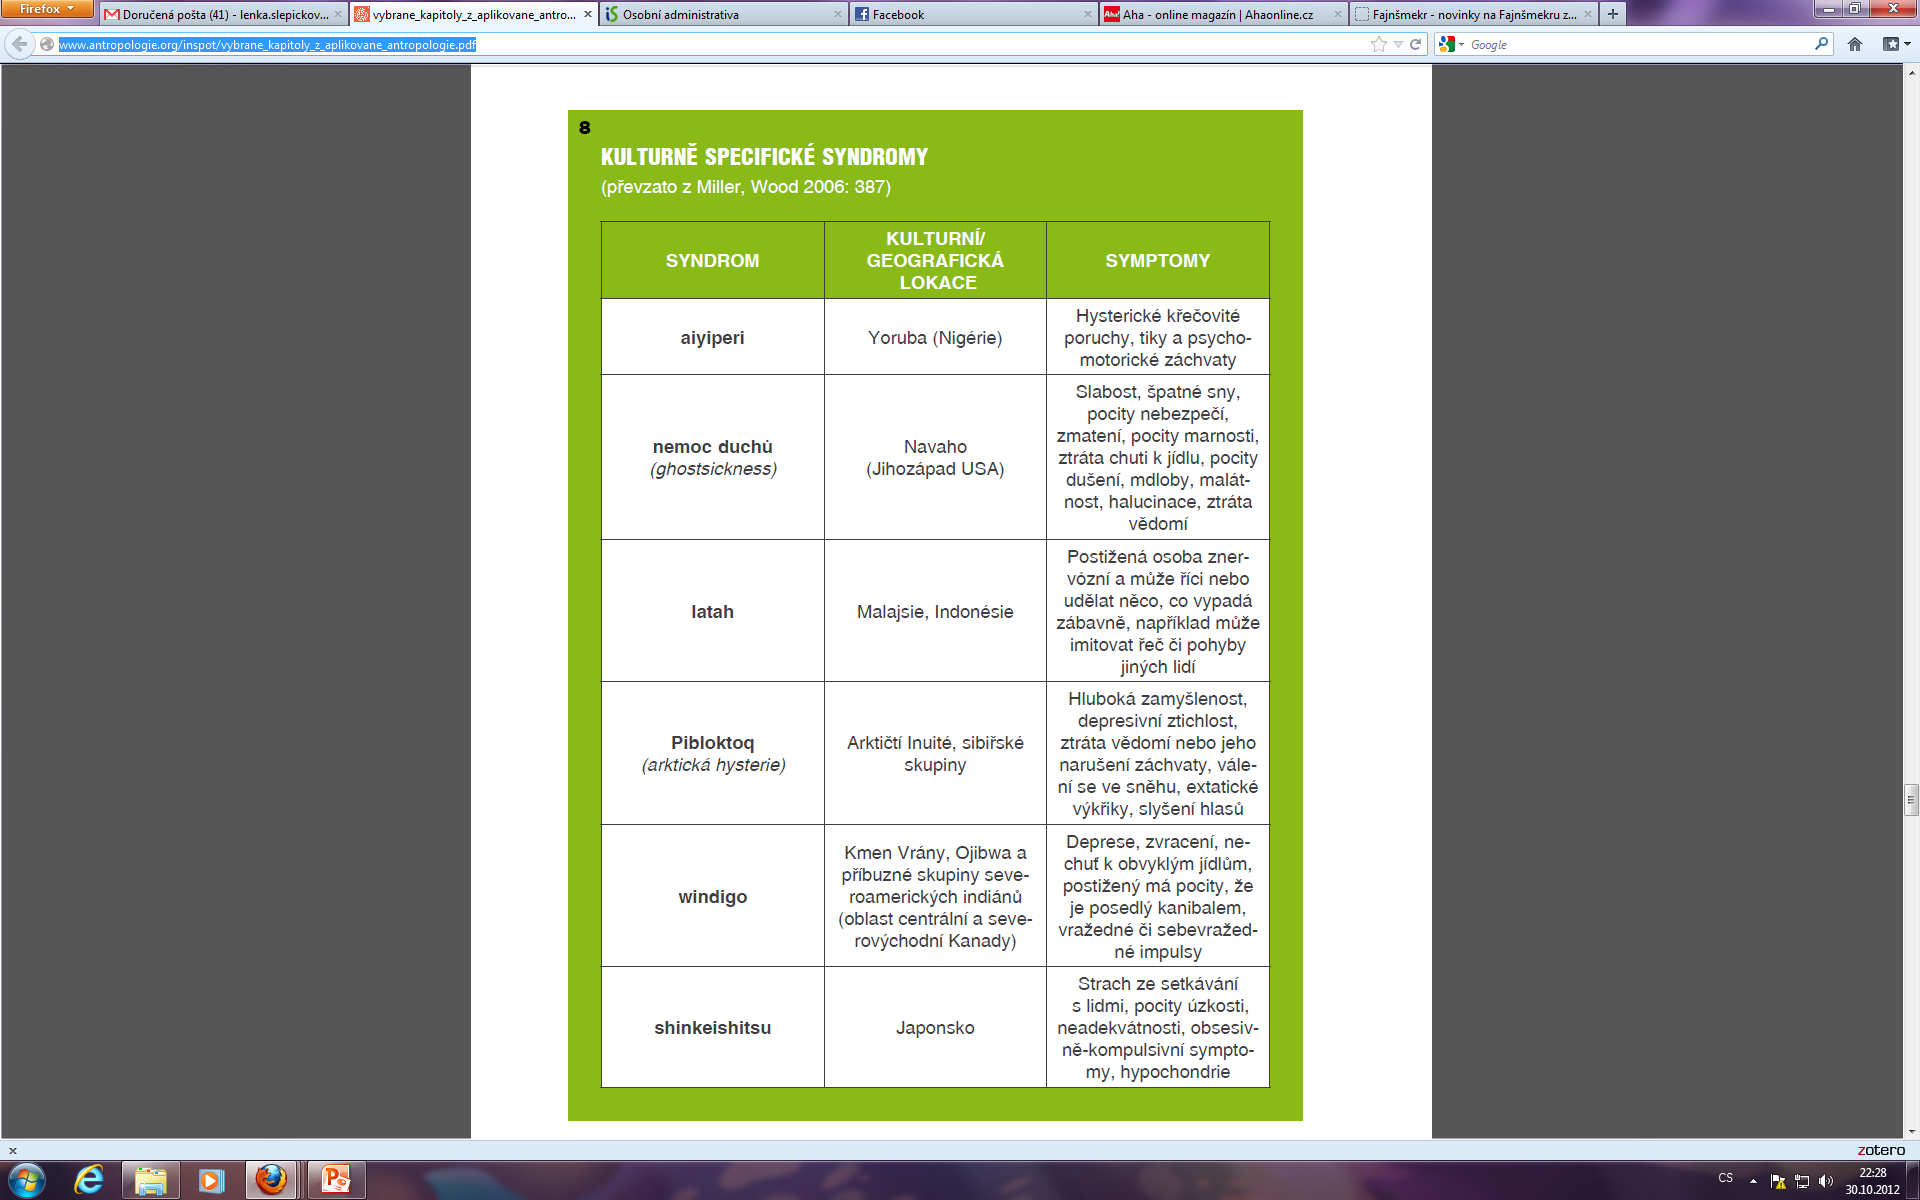 Firefox
Doručená pošta (41) - lenka.slepickov...
vybrane_kapitoly_z_aplikovane_antro...
Osobní administrativa
Facebook
Aha - online magazín | Ahaonline.cz
Fajnšmekr - novinky na Fajnšmekru z...
www.antropologie.org/inspot/vybrane_kapitoly_z_aplikovane_antropologie.pdf
Google
8
KULTURNĚ SPECIFICKÉ SYNDROMY
(převzato z Miller, Wood 2006: 387)
SYNDROM
KULTURNÍ/
GEOGRAFICKÁ
LOKACE
SYMPTOMY
aiyiperi
Yoruba (Nigérie)
Hysterické křečovité
poruchy, tiky a psycho-
motorické záchvaty
nemoc duchů
(ghostsickness)
Navaho
(Jihozápad USA)
Slabost, špatné sny,
pocity nebezpečí,
zmatení, pocity marnosti,
ztráta chuti k jídlu, pocity
dušení, mdloby, malát-
nost, halucinace, ztráta
vědomí
latah
Malajsie, Indonésie
Postižená osoba zner-
vózní a může říci nebo
udělat něco, co vypadá
zábavně, například může
imitovat řeč či pohyby
jiných lidí
Pibloktoq
(arktická hysterie)
Arktičtí Inuité, sibiřské
skupiny
Hluboká zamyšlenost,
depresivní ztichlost,
ztráta vědomí nebo jeho
narušení záchvaty, vále-
ní se ve sněhu, extatické
výkřiky, slyšení hlasů
windigo
Kmen Vrány, Ojibwa a
příbuzné skupiny seve-
roamerických indiánů
(oblast centrální a seve-
rovýchodní Kanady)
Deprese, zvracení, ne-
chuť k obvyklým jídlům,
postižený má pocity, že
je posedlý kanibalem,
vražedné či sebevražed-
né impulsy
shinkeishitsu
Japonsko
Strach ze setkávání
s lidmi, pocity úzkosti,
neadekvátnosti, obsesiv-
ně-kompulsivní sympto-
my, hypochondrie
zotero
CS
22:28
30.10.2012